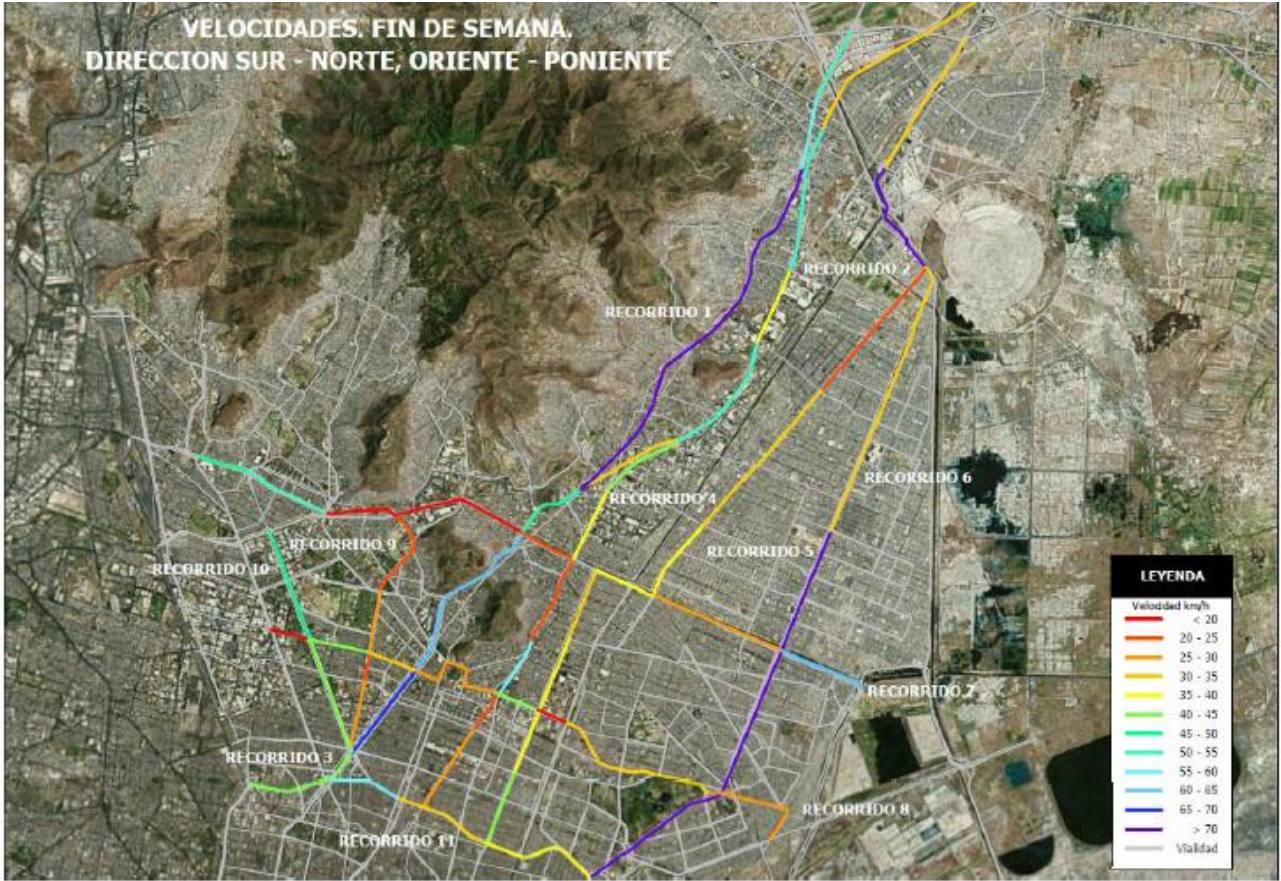 VELOCIDADES. FIN DE SEMANA.
DIRECCION SUR - NORTE, ORIENTE - PONIENTE
RECORRIDO 2
RECORRIDO 1
RECORRIDO 6
RECORRIDO 4
RECORRIDO 9
RECORRIDO 5
RECORRIDO 10
RECORRIDO 7
RECORRIDO 3
RECORRIDO 8
RECORRIDO 11
LEYENDA
Velocidad km/h
< 20
20 - 25
25 - 30
30 - 35
35 - 40
40 - 45
45 - 50
50 - 55
55 - 60
60 - 65
65 - 70
> 70
Vialidad